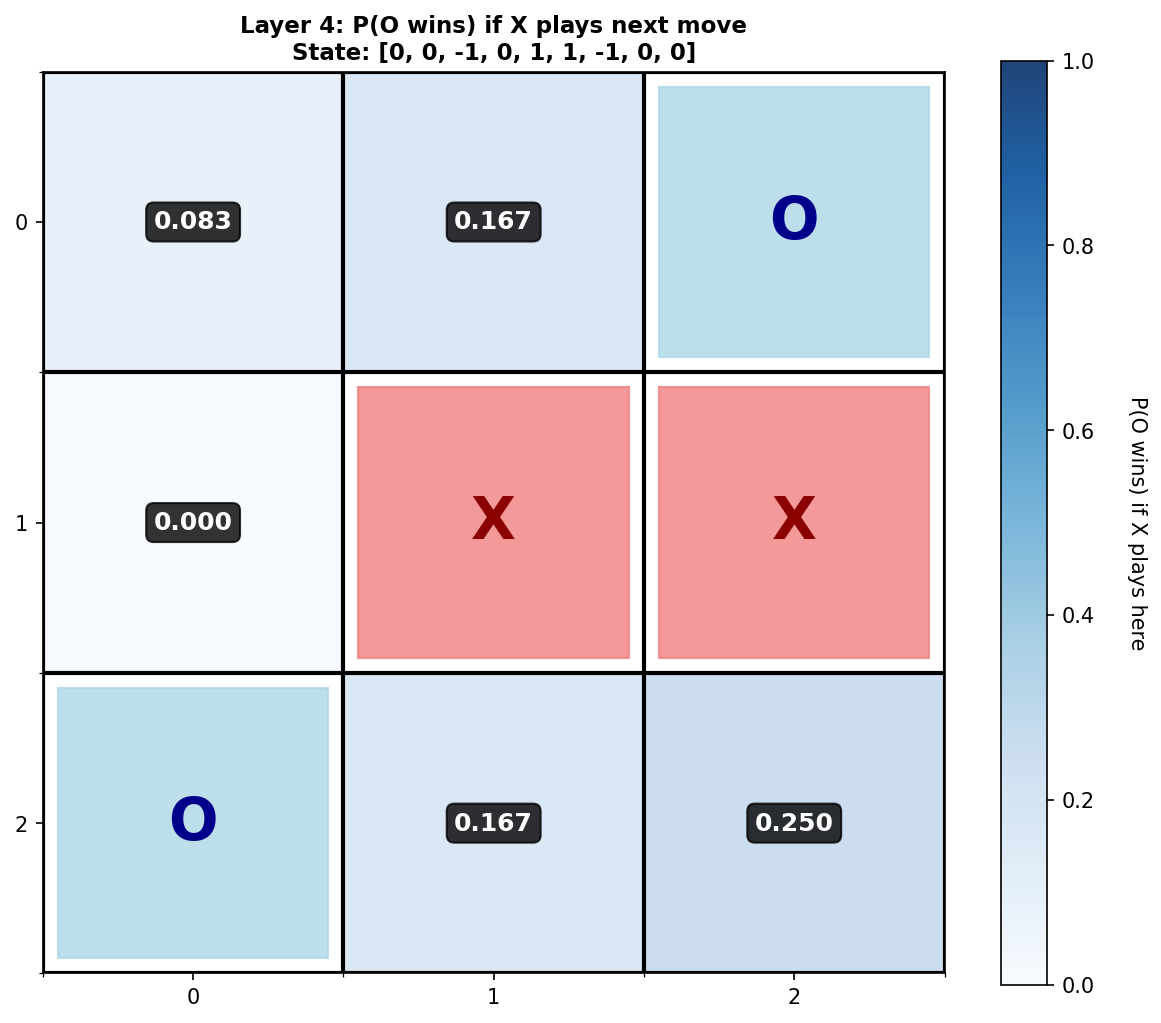 Layer 4: P(O wins) if X plays next move
State: [0, 0, -1, 0, 1, 1, -1, 0, 0]
0
0.083
0.167
O
1
0.000
X
X
2
O
0.167
0.250
0
1
2
1.0
0.8
0.6
0.4
0.2
0.0
P(O wins) if X plays here